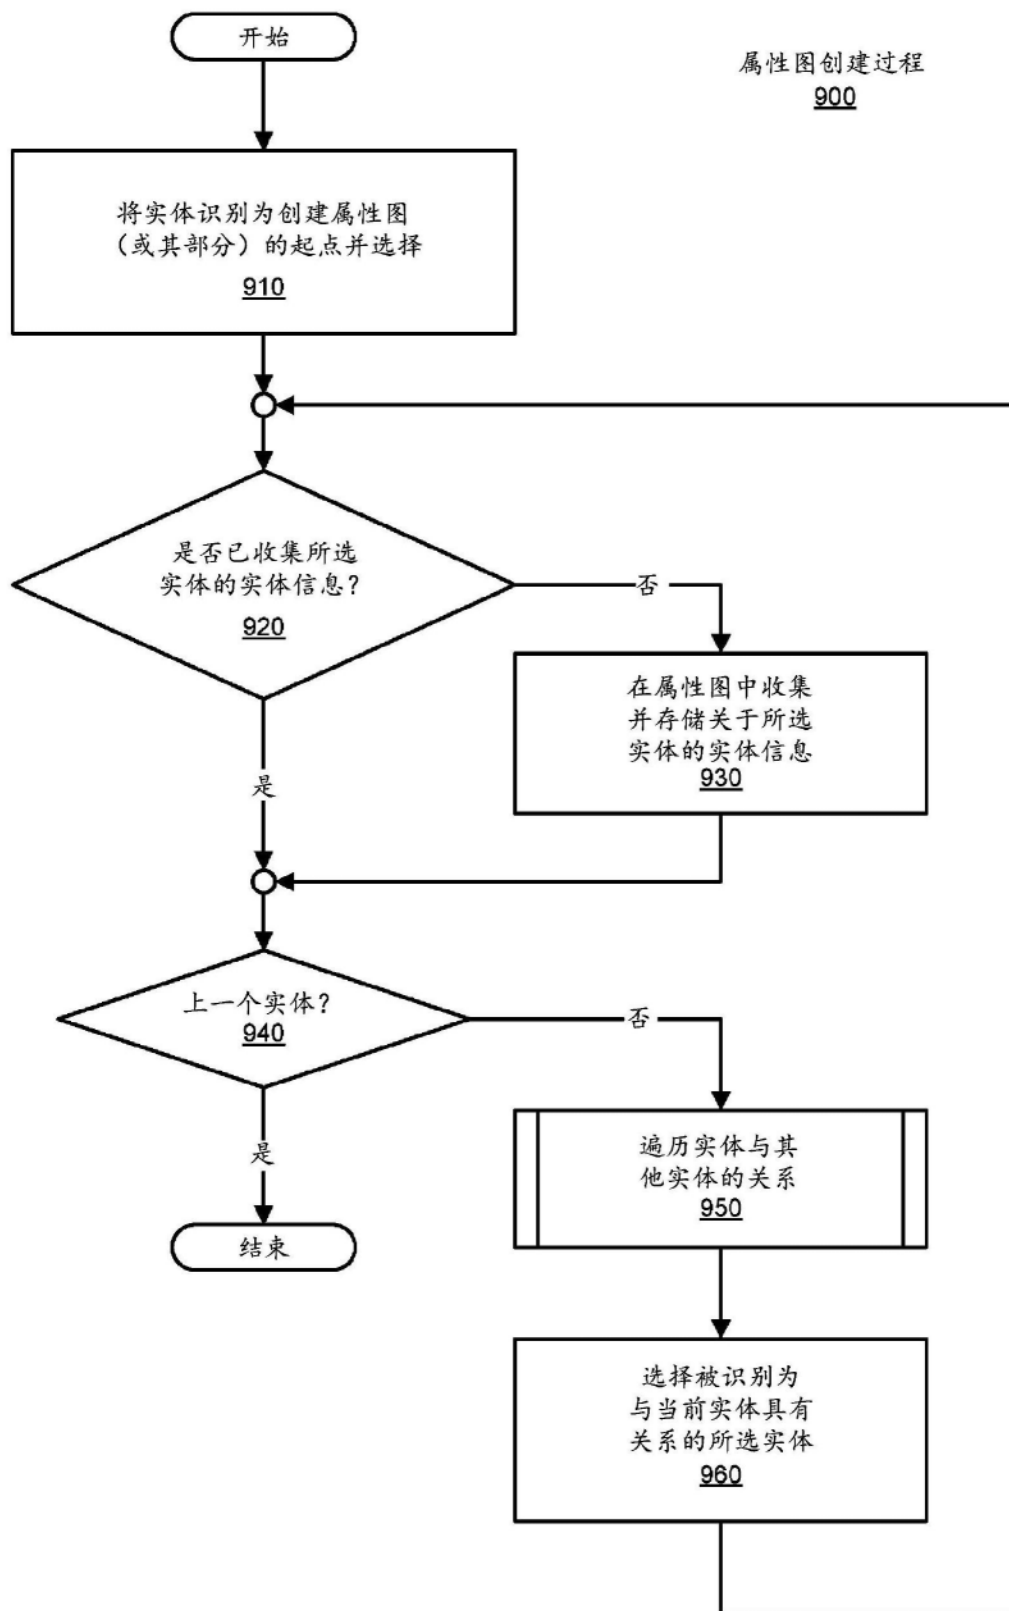 开始
属性图创建过程
900
将实体识别为创建属性图
（或其部分）的起点并选择
910
是否已收集所选
实体的实体信息？
920
否
在属性图中收集
并存储关于所选
实体的实体信息
930
是
上一个实体？
940
否
遍历实体与其
他实体的关系
950
是
结束
选择被识别为
与当前实体具有
关系的所选实体
960